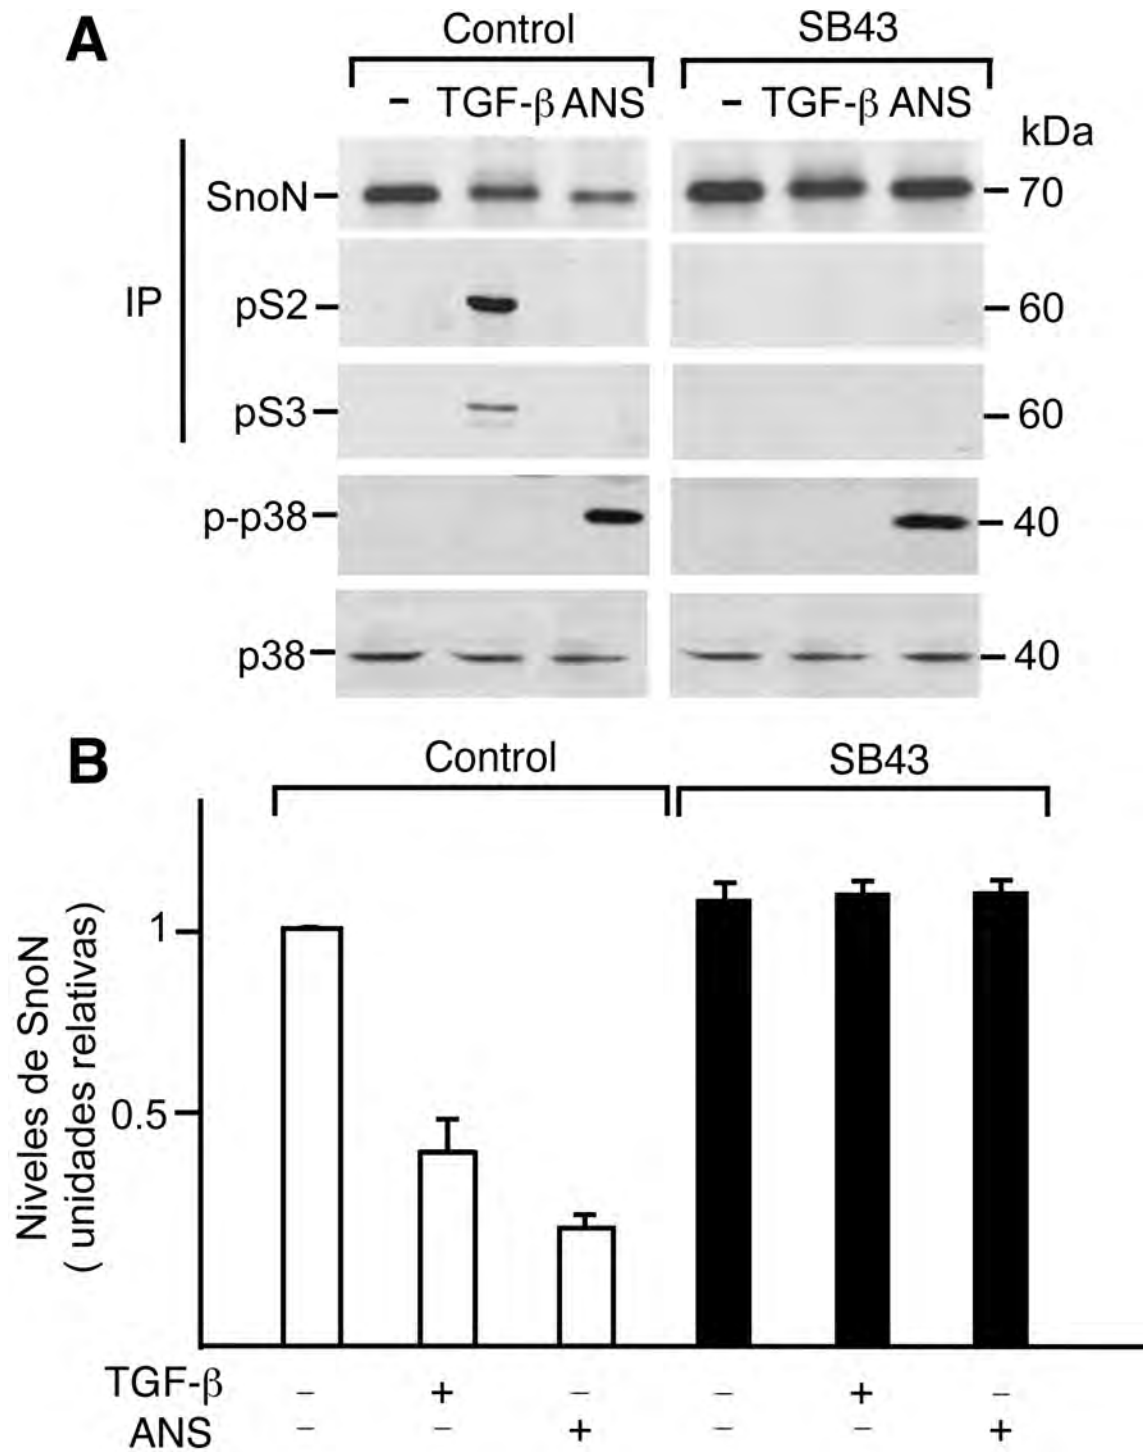 A
Control SB43
- TGF-β ANS - TGF-β ANS
kDa
SnoN 70
IP pS2 60
pS3 60
p-p38 40
p38 40
B
Control SB43
Niveles de SnoN
( unidades relativas)
1
0.5
TGF-β − + − − + −
ANS − − + − − +